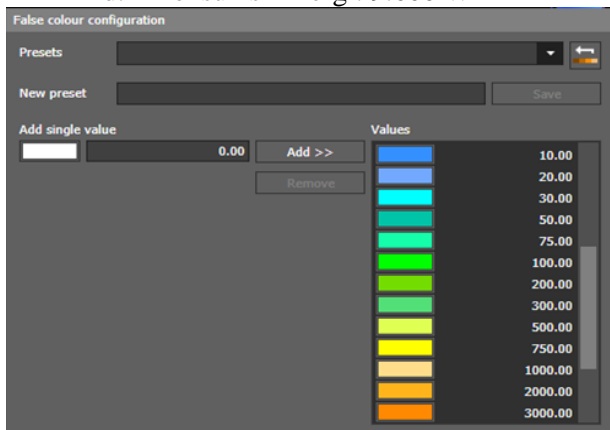 False colour configuration
Presets
New preset
Save
Add single value
Values
0.00
Add >>
Remove
10.00
20.00
30.00
50.00
75.00
100.00
200.00
300.00
500.00
750.00
1000.00
2000.00
3000.00